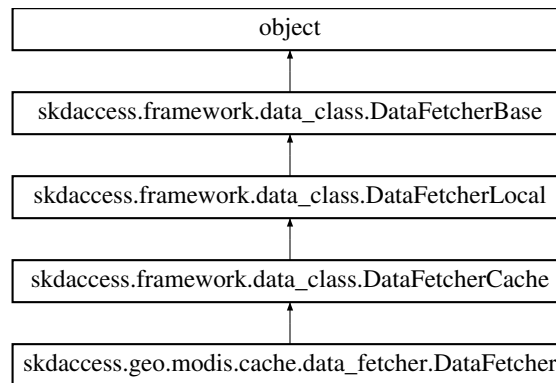 object
skdaccess.framework.data_class.DataFetcherBase
skdaccess.framework.data_class.DataFetcherLocal
skdaccess.framework.data_class.DataFetcherCache
skdaccess.geo.modis.cache.data_fetcher.DataFetcher